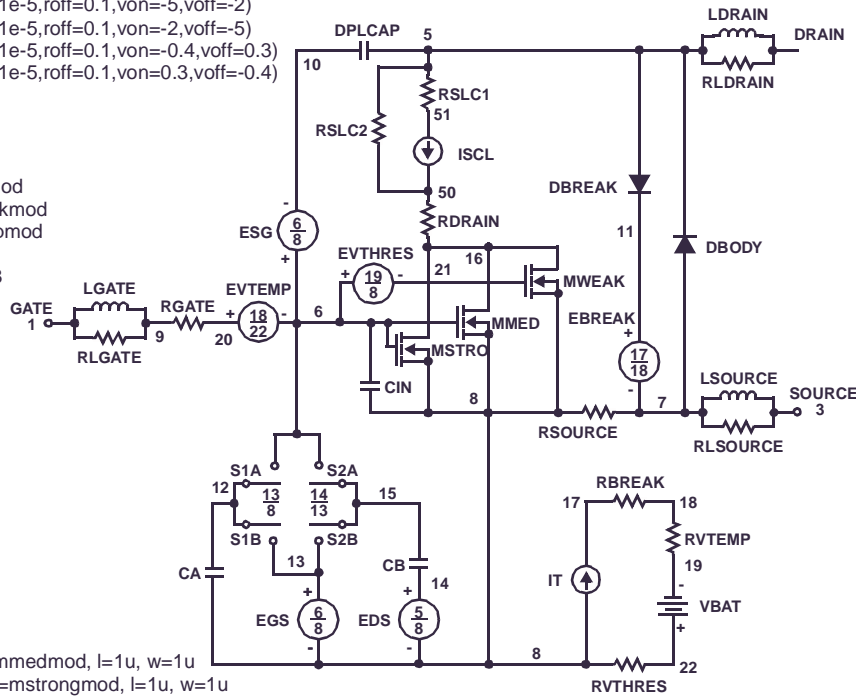 1e-5,roff=0.1,von=-5,voff=-2)
1e-5,roff=0.1,von=-2,voff=-5)
1e-5,roff=0.1,von=-0.4,voff=0.3)
1e-5,roff=0.1,von=0.3,voff=-0.4)
LDRAIN
DPLCAP 5 DRAIN
10
RLDRAIN
RSLC1
51
RSLC2
ISCL
od
kmod
omod
50
DBREAK
RDRAIN
-
ESG 6/8
+
11
DBODY
EVTHRES
16
+ 19/8 - 21
MWEAK
LGATE
EVTEMP
GATE
1
RGATE
+ 18/22 - 6
EBREAK
MMED
+
9 20
MSTRO
17/18
RLGATE
-
LSOURCE
CIN
8 7
SOURCE
3
RSOURCE
RLSOURCE
S1A S2A
12 13/8 14/13 15
RBREAK
17 18
S1B S2B
RVTEMP
13
CA CB
19
IT
-
+ + 14
VBAT
EGS 6/8 EDS 5/8
+
- -
8 22
mmedmod, l=1u, w=1u
=mstrongmod, l=1u, w=1u
RVTHRES